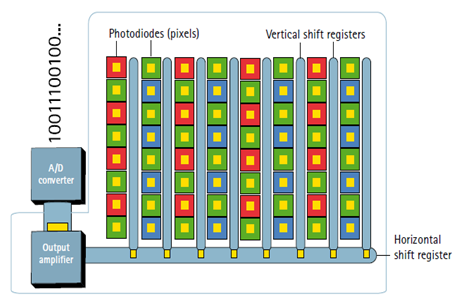 Photodiodes (pixels)
Vertical shift registers
10011100100...
A/D
converter
Output
amplifier
Horizontal
shift register